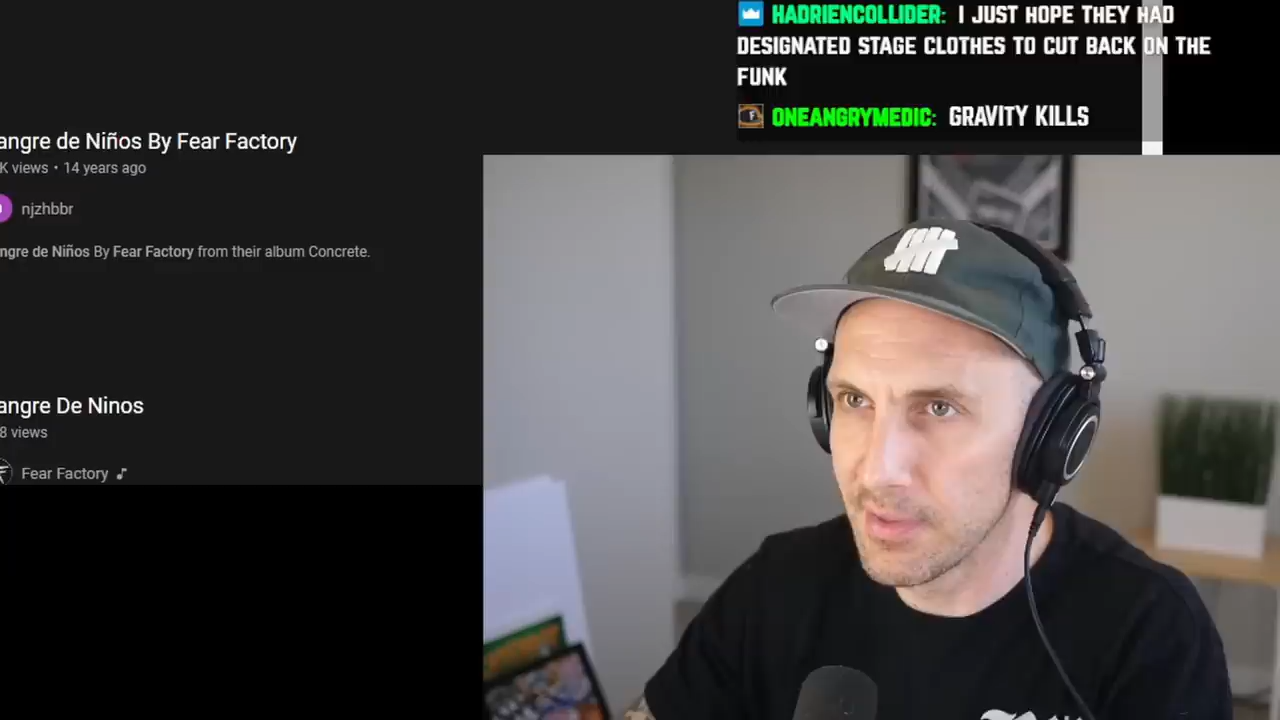 HADRIENCOLLIDER: I JUST HOPE THEY HAD
DESIGNATED STAGE CLOTHES TO CUT BACK ON THE
FUNK
ONEANGRYMEDIC: GRAVITY KILLS
angre de Niños By Fear Factory
K views • 14 years ago
njzhbbr
ngre de Niños By Fear Factory from their album Concrete.
angre De Ninos
8 views
Fear Factory